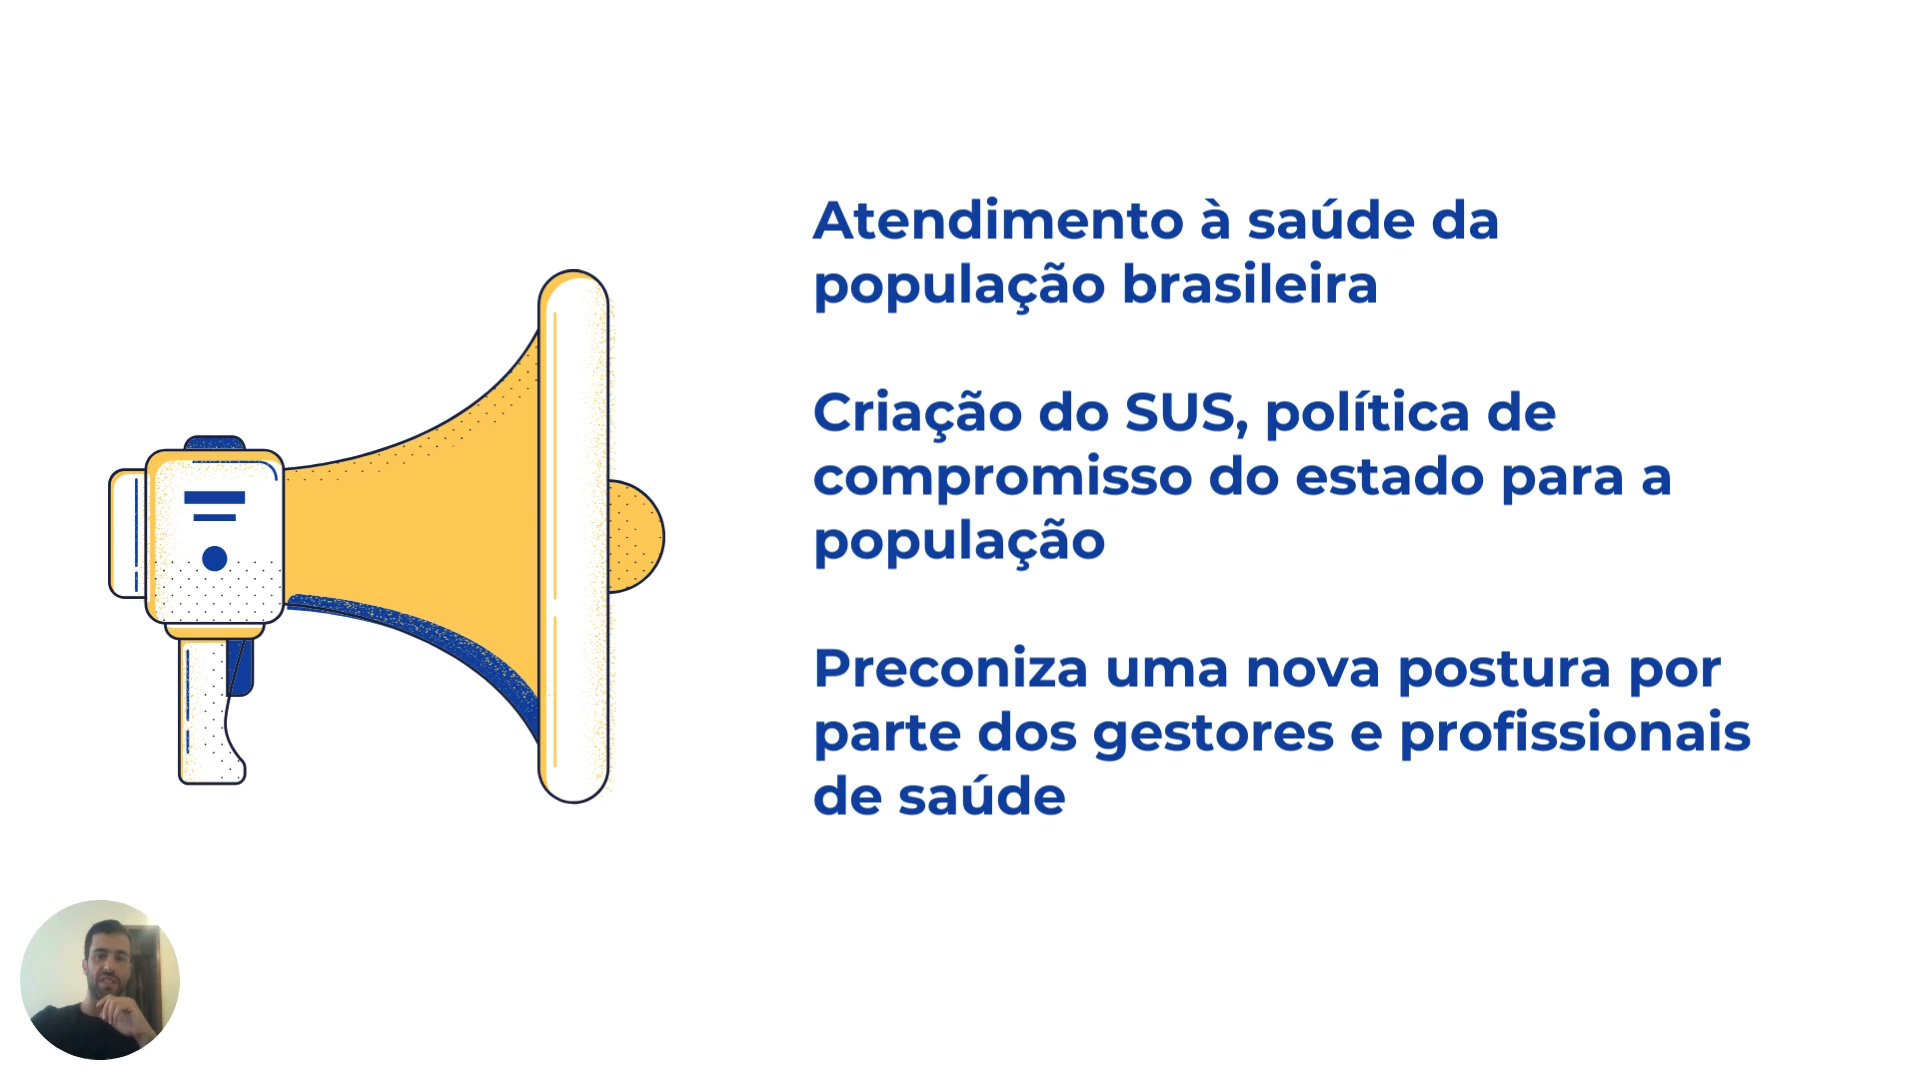 Atendimento à saúde da
população brasileira
Criação do SUS, política de
compromisso do estado para a
população
Preconiza uma nova postura por
parte dos gestores e profissionais
de saúde